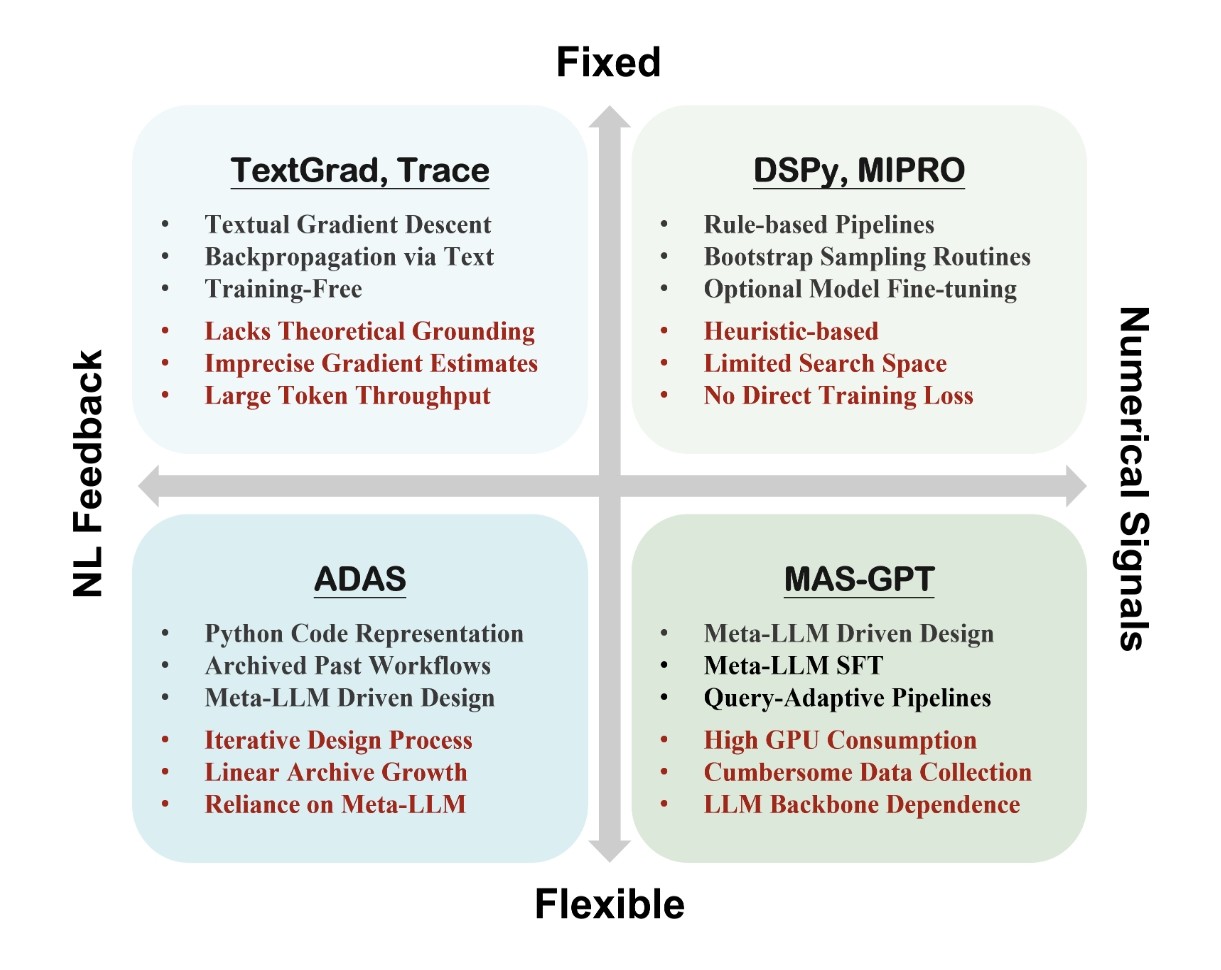 Fixed
TextGrad, Trace
• Textual Gradient Descent
• Backpropagation via Text
• Training-Free
• Lacks Theoretical Grounding
• Imprecise Gradient Estimates
• Large Token Throughput
DSPy, MIPRO
• Rule-based Pipelines
• Bootstrap Sampling Routines
• Optional Model Fine-tuning
• Heuristic-based
• Limited Search Space
• No Direct Training Loss
NL Feedback
Numerical Signals
ADAS
• Python Code Representation
• Archived Past Workflows
• Meta-LLM Driven Design
• Iterative Design Process
• Linear Archive Growth
• Reliance on Meta-LLM
MAS-GPT
• Meta-LLM Driven Design
• Meta-LLM SFT
• Query-Adaptive Pipelines
• High GPU Consumption
• Cumbersome Data Collection
• LLM Backbone Dependence
Flexible